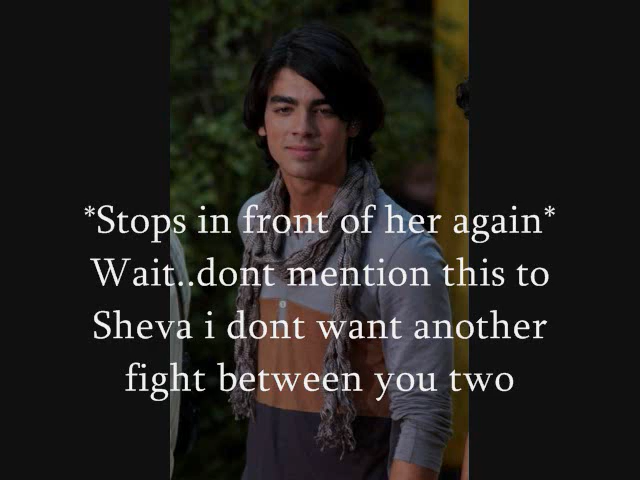 *Stops in front of her again*
Wait..dont mention this to
Sheva i dont want another
fight between you two